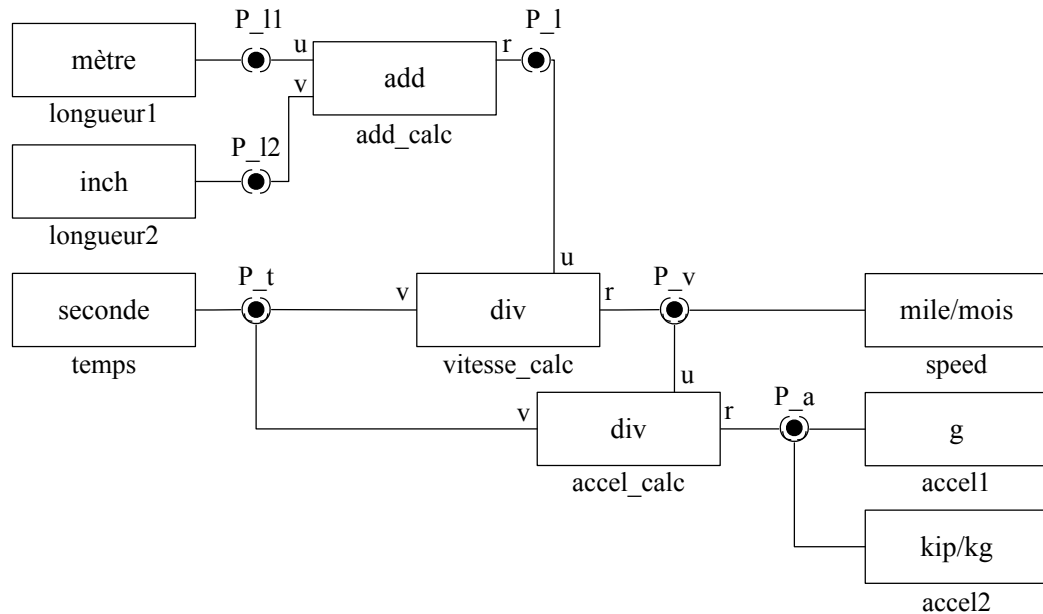 P_l1
P_l
mètre
u
r
add
v
longueur1
add_calc
P_l2
inch
longueur2
u
P_t
P_v
seconde
v
div
r
mile/mois
temps
vitesse_calc
speed
u
P_a
v
div
r
g
accel_calc
accel1
kip/kg
accel2